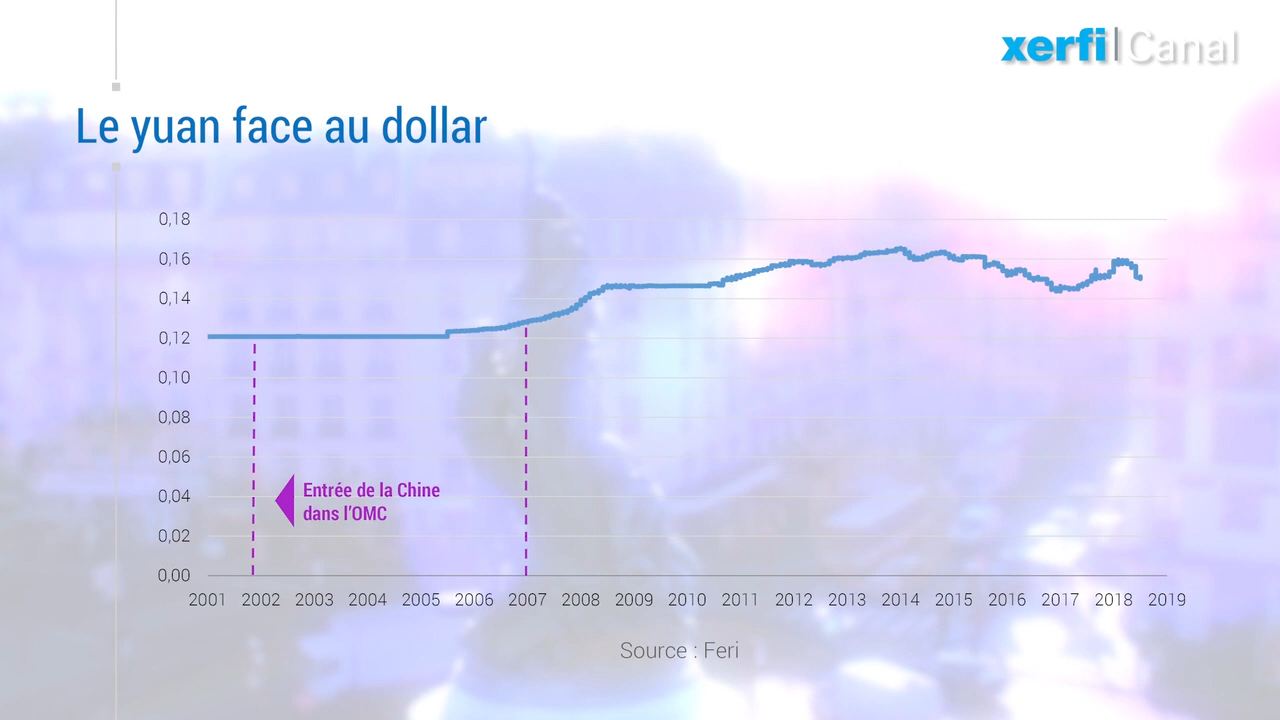 xerfi Canal
Le yuan face au dollar
0,18
0,16
0,14
0,12
0,10
0,08
0,06
0,04
0,02
0,00
Entrée de la Chine
dans l'OMC
2001 2002 2003 2004 2005 2006 2007 2008 2009 2010 2011 2012 2013 2014 2015 2016 2017 2018 2019
Source : Feri